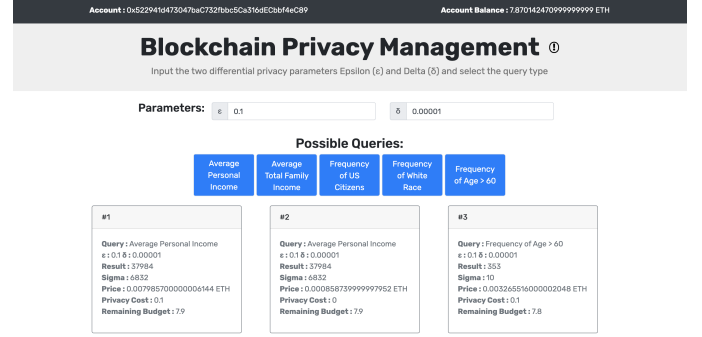 Account : 0x522941d473047baC732fbbc5Ca316dECbbf4eC89 Account Balance : 7.870142470999999999 ETH
Blockchain Privacy Management
Input the two differential privacy parameters Epsilon (ε) and Delta (δ) and select the query type
Parameters: ε 0.1 δ 0.00001
Possible Queries:
Average
Personal
Income
Average
Total Family
Income
Frequency
of US
Citizens
Frequency
of White
Race
Frequency
of Age > 60
#1
Query : Average Personal Income
ε : 0.1 δ : 0.00001
Result : 37984
Sigma : 6832
Price : 0.007985700000006144 ETH
Privacy Cost : 0.1
Remaining Budget : 7.9
#2
Query : Average Personal Income
ε : 0.1 δ : 0.00001
Result : 37984
Sigma : 6832
Price : 0.000858739999997952 ETH
Privacy Cost : 0
Remaining Budget : 7.9
#3
Query : Frequency of Age > 60
ε : 0.1 δ : 0.00001
Result : 353
Sigma : 10
Price : 0.003265516000002048 ETH
Privacy Cost : 0.1
Remaining Budget : 7.8